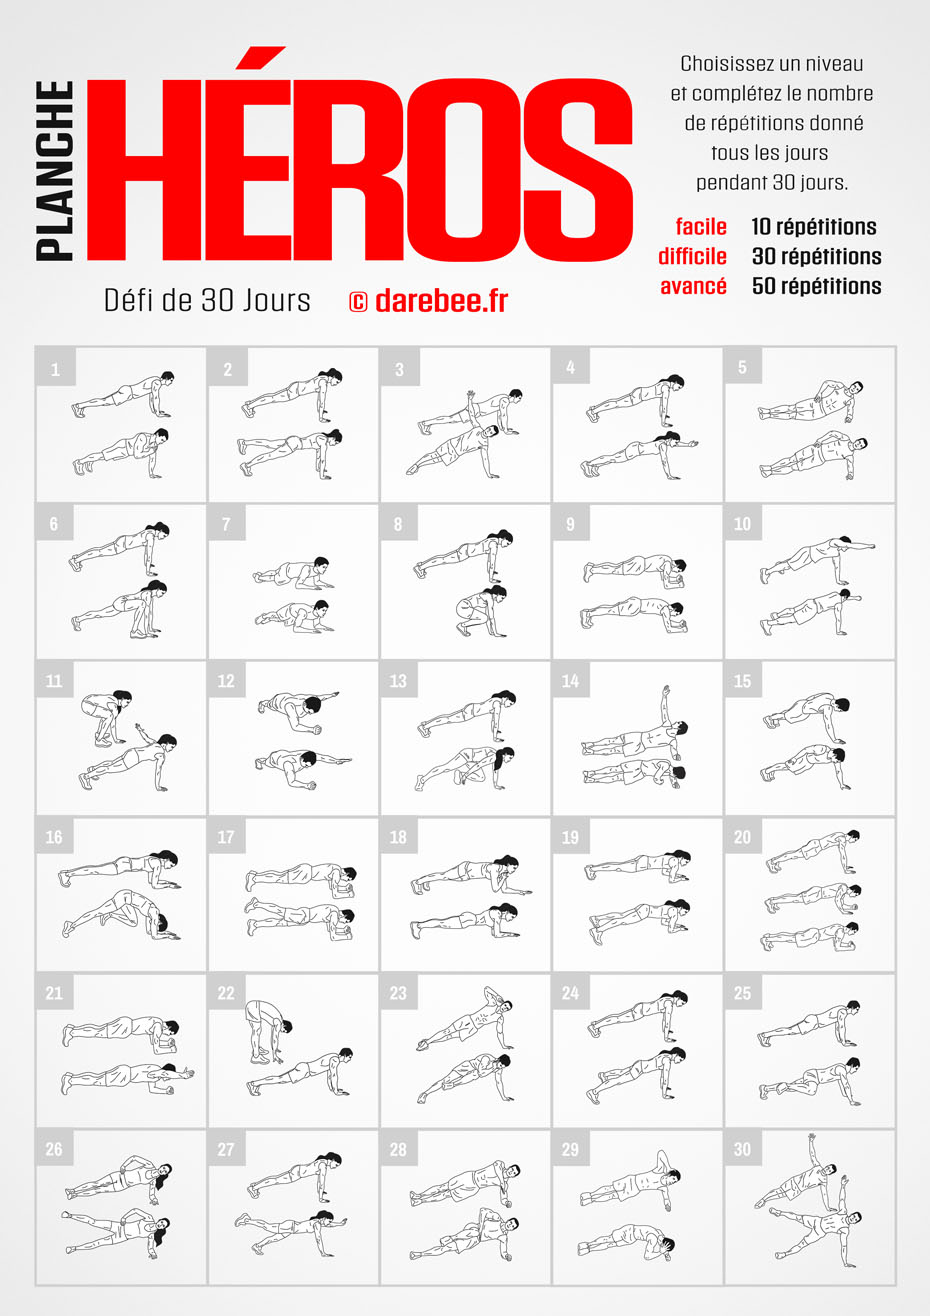 PLANCHE
HÉROS
Défi de 30 Jours © darebee.fr
Choisissez un niveau
et complétez le nombre
de répétitions donné
tous les jours
pendant 30 jours.
facile 10 répétitions
difficile 30 répétitions
avancé 50 répétitions
1 2 3 4 5
6 7 8 9 10
11 12 13 14 15
16 17 18 19 20
21 22 23 24 25
26 27 28 29 30